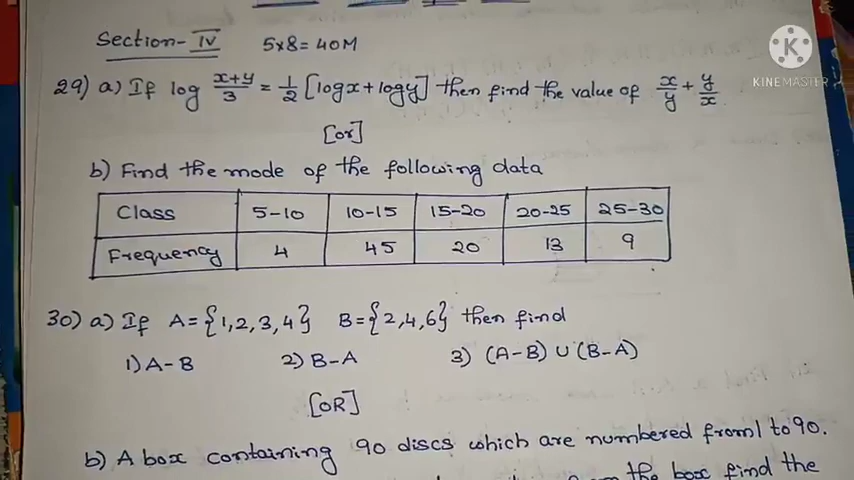 Section-IV 5x8=40M
KINEMASTER
29) a) If log x+y/3 = 1/2 [logx+logy] then find the value of x/y + y/x
[or]
b) Find the mode of the following data
Class 5-10 10-15 15-20 20-25 25-30
Frequency 4 45 20 13 9
30) a) If A={1,2,3,4} B={2,4,6} then find
1) A-B 2) B-A 3) (A-B) ∪ (B-A)
[OR]
b) A box containing 90 discs which are numbered from 1 to 90.
the box find the